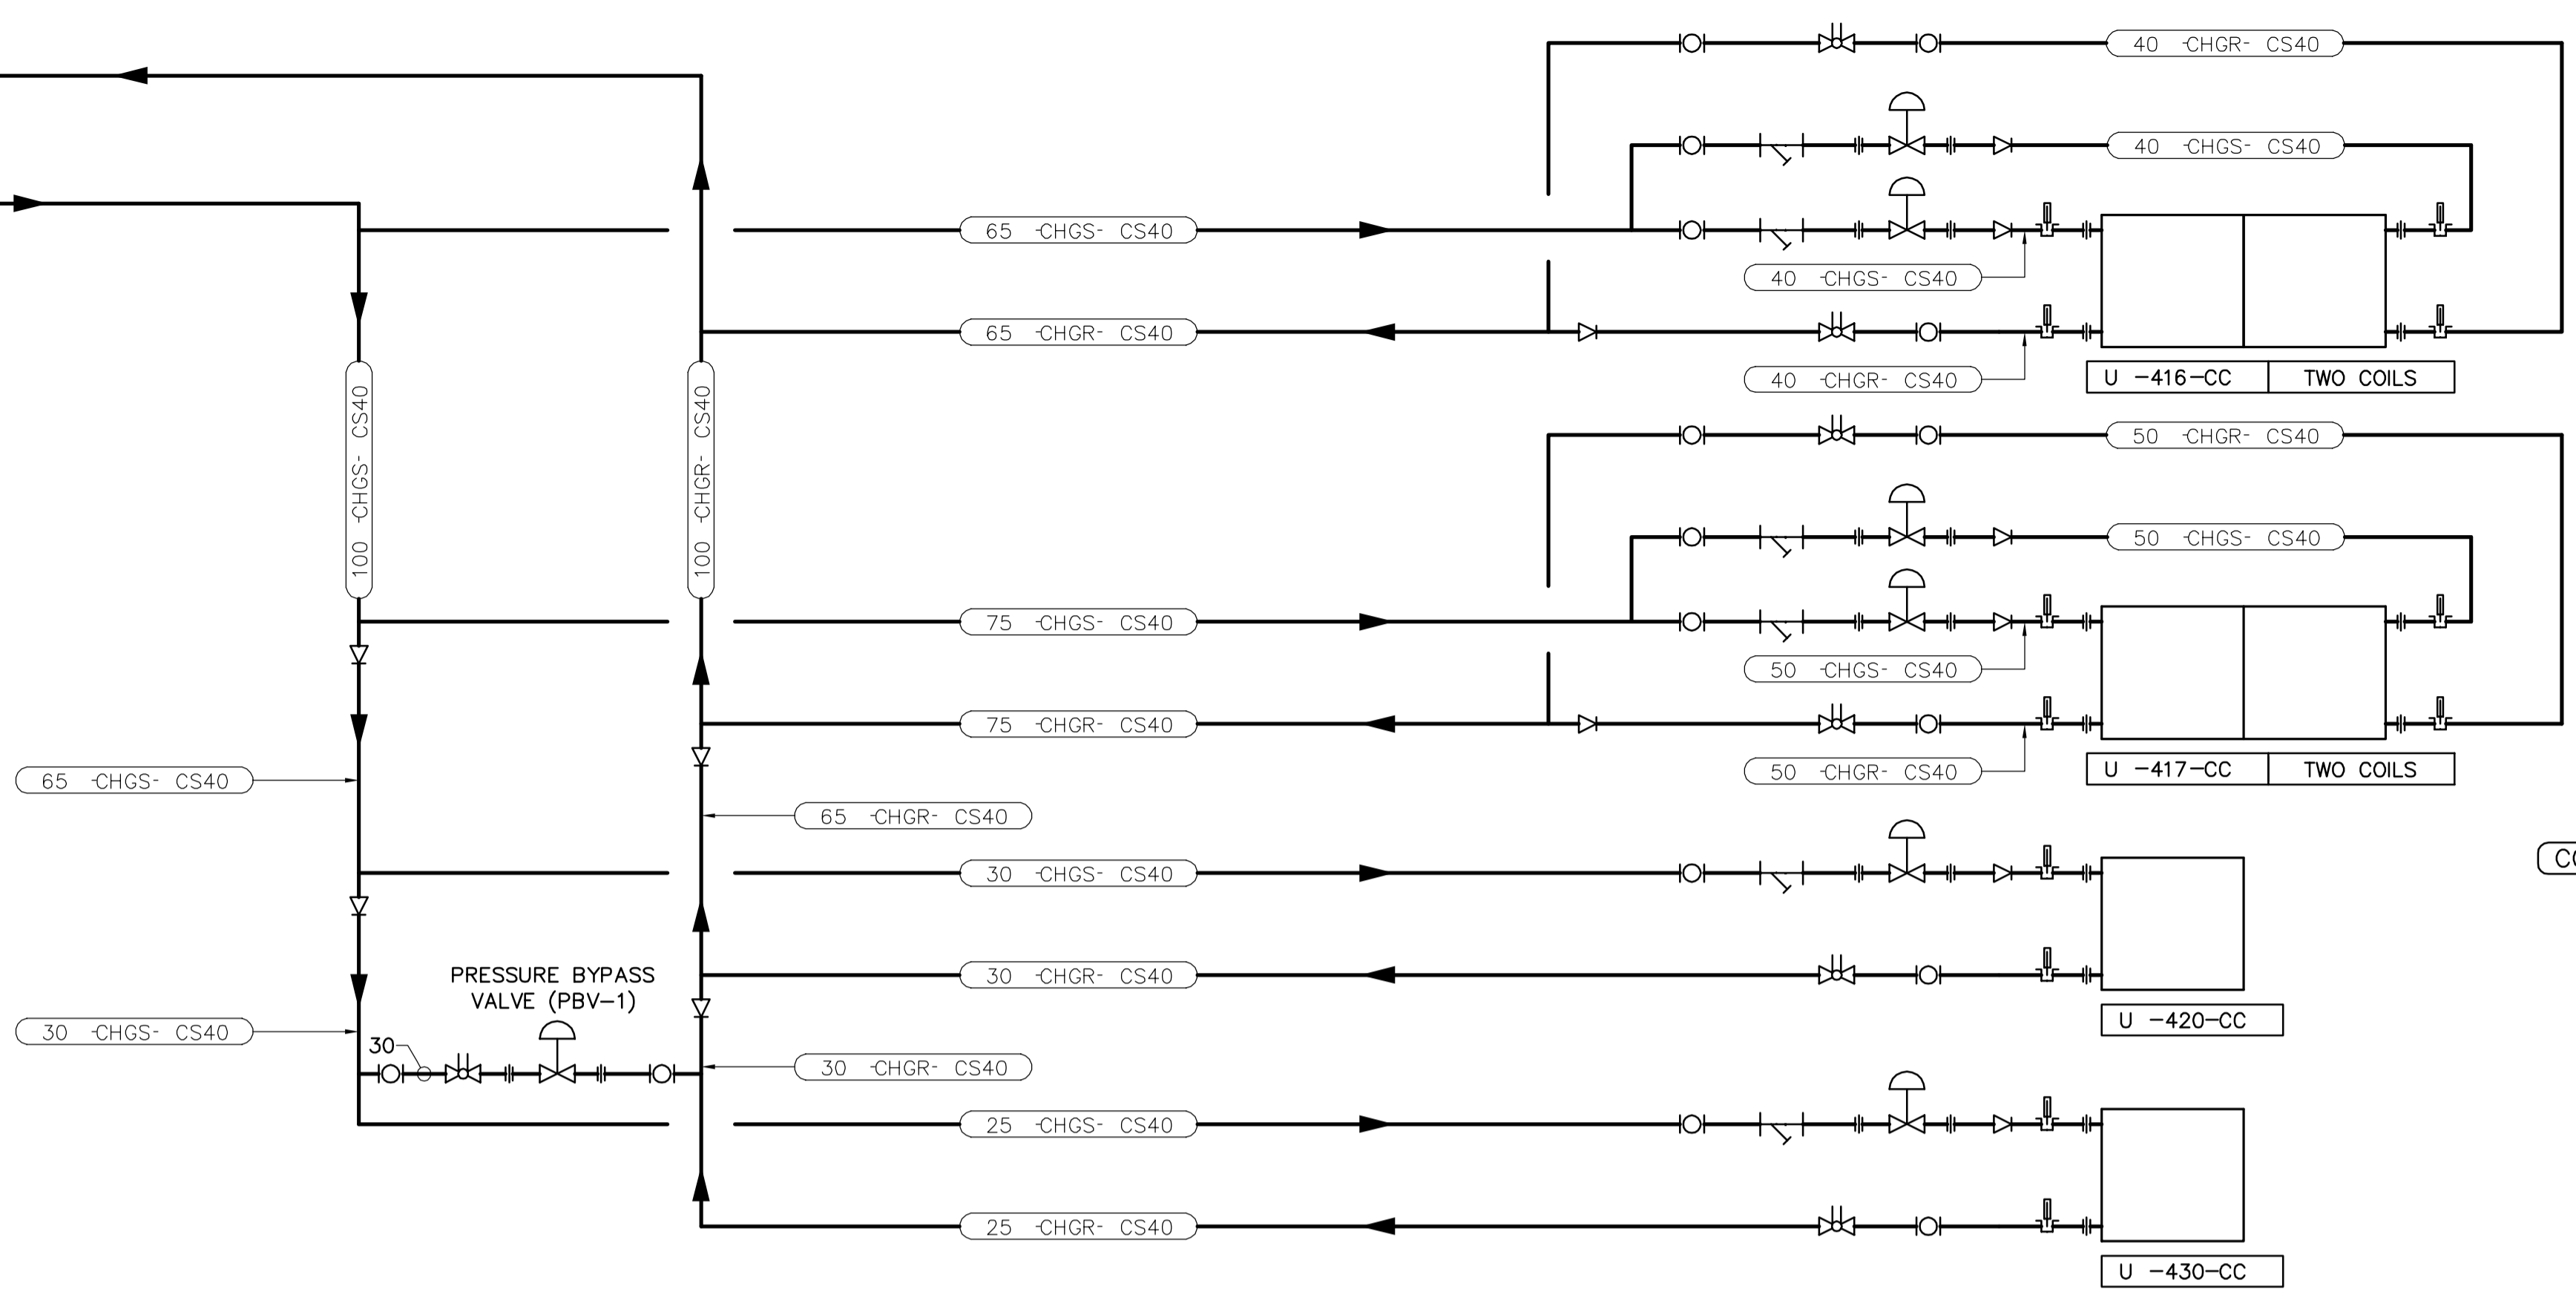 40 -CHGR- CS40
40 -CHGS- CS40
65 -CHGS- CS40
40 -CHGS- CS40
65 -CHGR- CS40
40 -CHGR- CS40
U -416-CC TWO COILS
100 -CHGS- CS40
100 -CHGR- CS40
50 -CHGR- CS40
50 -CHGS- CS40
75 -CHGS- CS40
50 -CHGS- CS40
75 -CHGR- CS40
50 -CHGR- CS40
U -417-CC TWO COILS
65 -CHGS- CS40
65 -CHGR- CS40
30 -CHGS- CS40
30 -CHGR- CS40
PRESSURE BYPASS
VALVE (PBV-1)
U -420-CC
30 -CHGS- CS40
30
30 -CHGR- CS40
25 -CHGS- CS40
25 -CHGR- CS40
U -430-CC